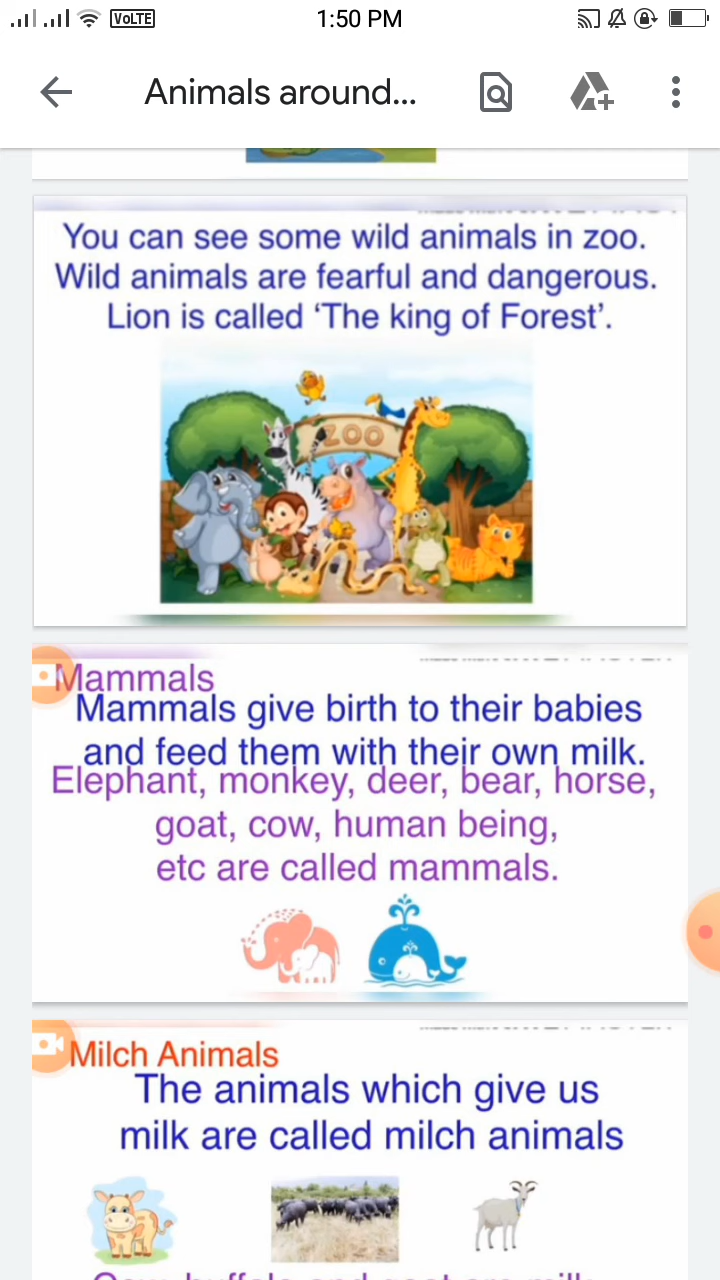 VoLTE 1:50 PM
Animals around...
You can see some wild animals in zoo.
Wild animals are fearful and dangerous.
Lion is called ‘The king of Forest’.
ZOO
Mammals
Mammals give birth to their babies
and feed them with their own milk.
Elephant, monkey, deer, bear, horse,
goat, cow, human being,
etc are called mammals.
Milch Animals
The animals which give us
milk are called milch animals